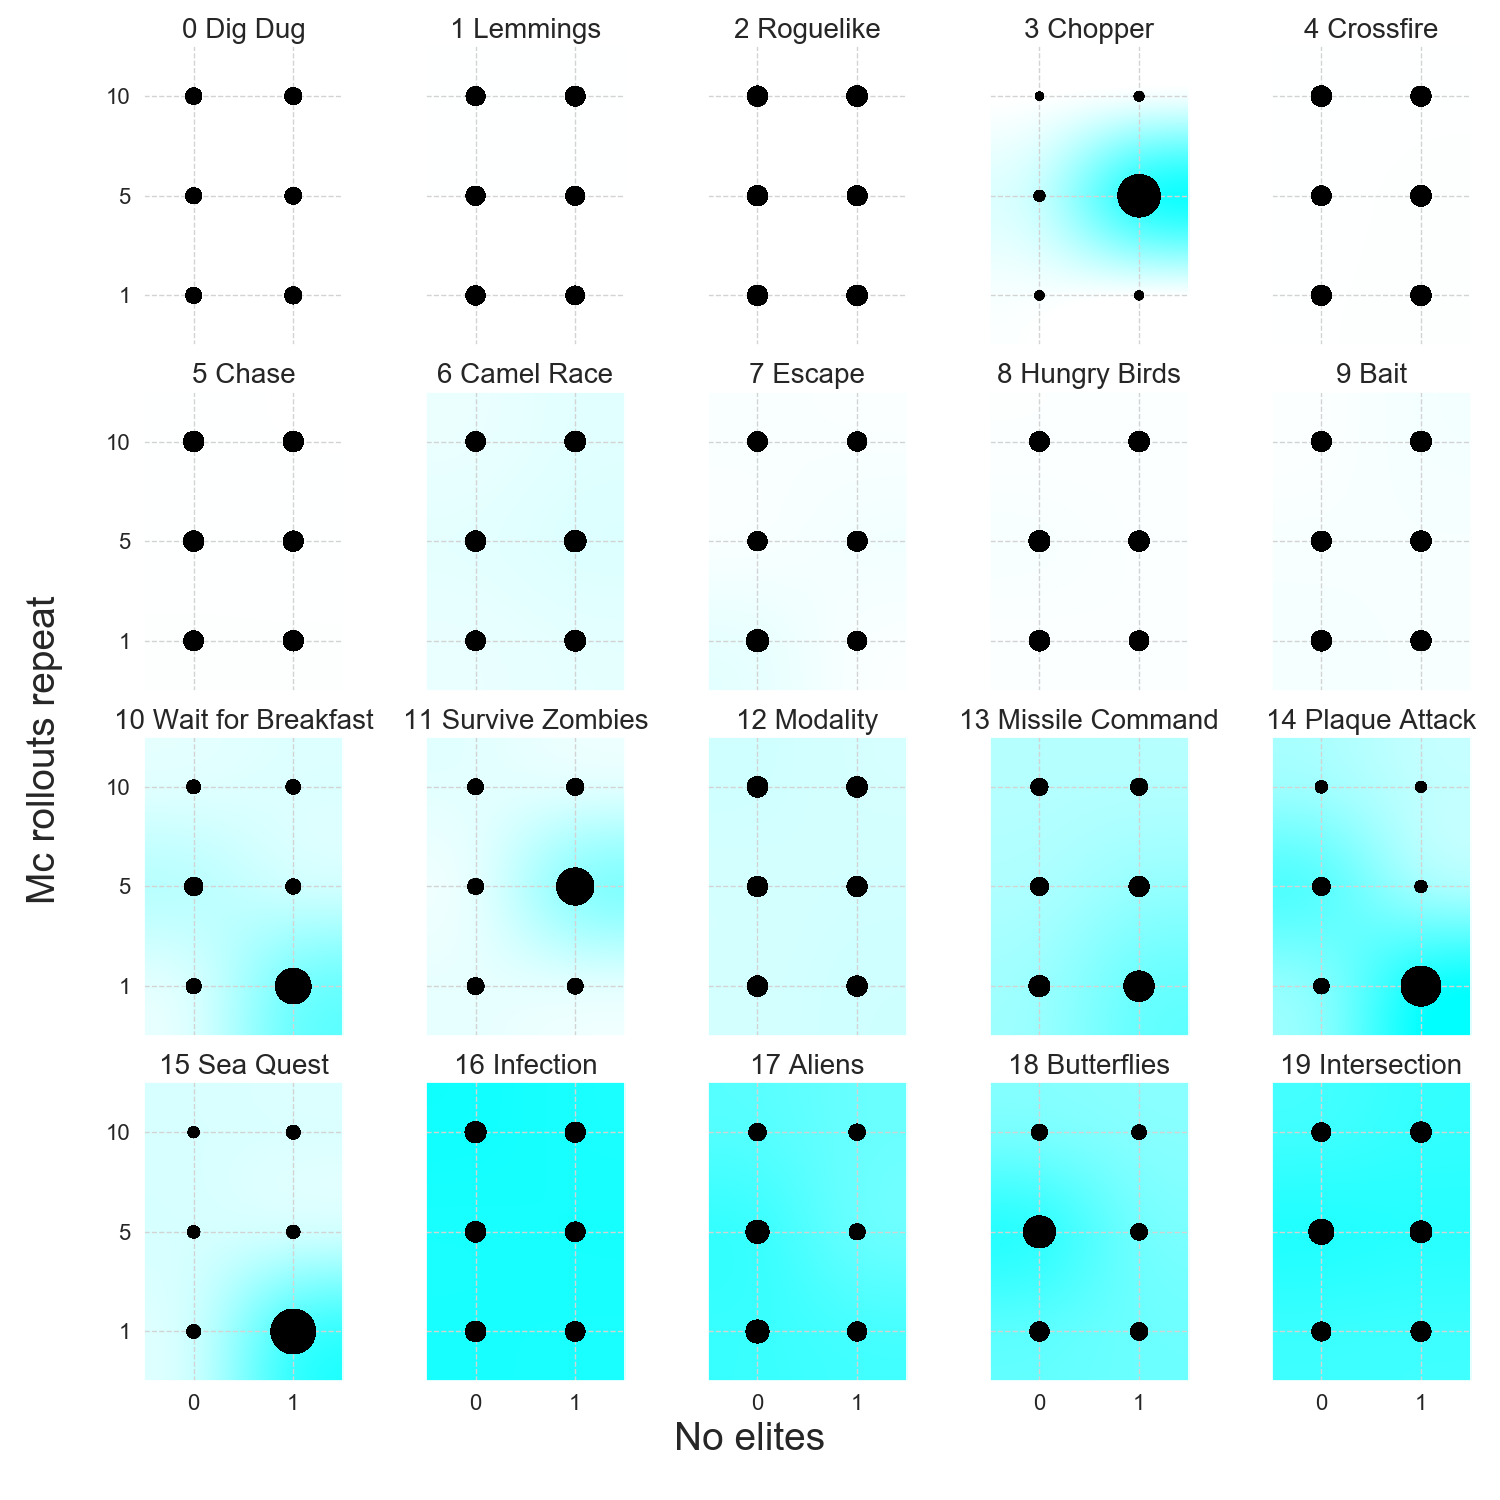 0 Dig Dug 1 Lemmings 2 Roguelike 3 Chopper 4 Crossfire
10
5
1
5 Chase 6 Camel Race 7 Escape 8 Hungry Birds 9 Bait
10
5
1
Mc rollouts repeat
10 Wait for Breakfast 11 Survive Zombies 12 Modality 13 Missile Command 14 Plaque Attack
10
5
1
15 Sea Quest 16 Infection 17 Aliens 18 Butterflies 19 Intersection
10
5
1
0 1 0 1 0 1 0 1 0 1
No elites